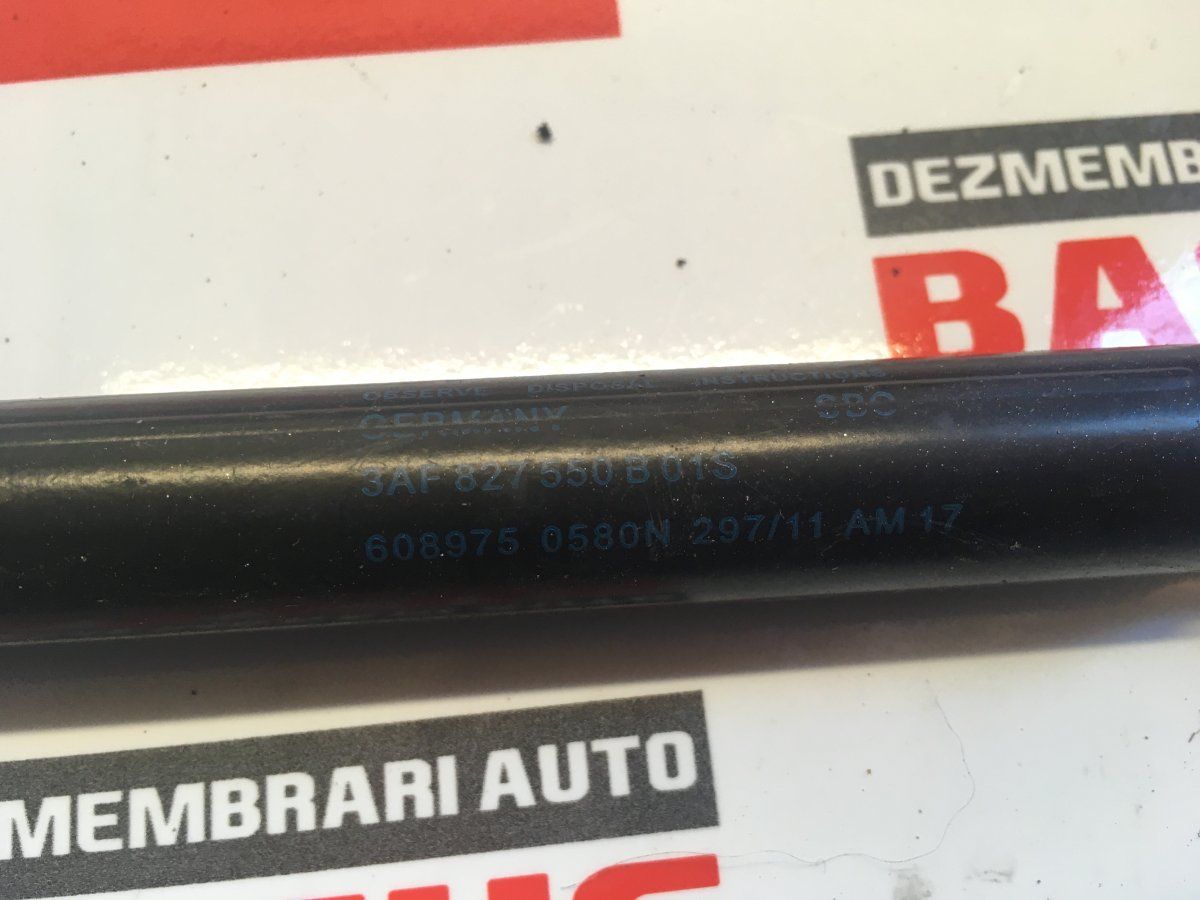 DEZMEMB
BA
OBSERVE DISPOSAL INSTRUCTIONS
GERMANY SBC
3AF 827 550 B 01S
608975 0580N 297/11 AM 17
MEMBRARI AUTO